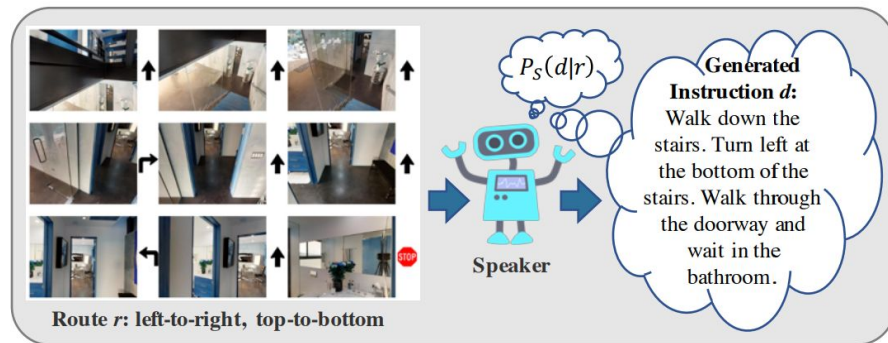 STOP
Route r: left-to-right, top-to-bottom
P_S(d|r)
Speaker
Generated
Instruction d:
Walk down the
stairs. Turn left at
the bottom of the
stairs. Walk through
the doorway and
wait in the
bathroom.